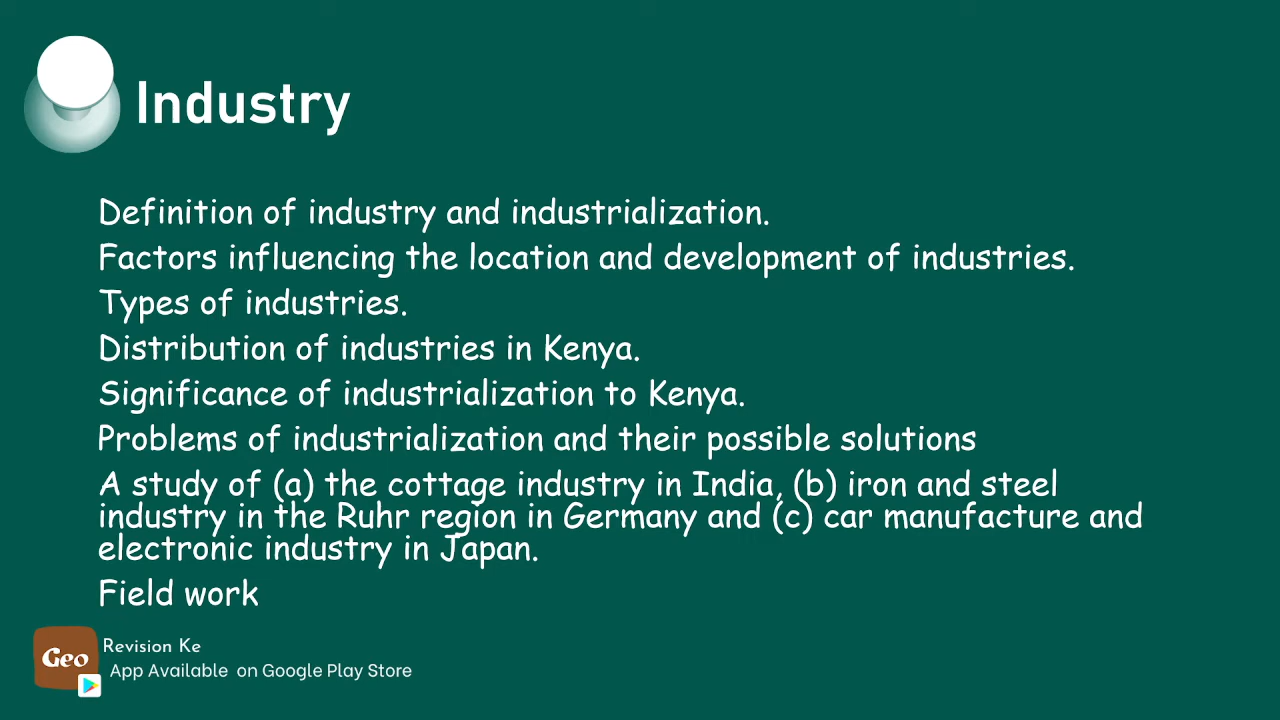 Industry
Definition of industry and industrialization.
Factors influencing the location and development of industries.
Types of industries.
Distribution of industries in Kenya.
Significance of industrialization to Kenya.
Problems of industrialization and their possible solutions
A study of (a) the cottage industry in India, (b) iron and steel
industry in the Ruhr region in Germany and (c) car manufacture and
electronic industry in Japan.
Field work
Geo
Revision Ke
App Available on Google Play Store